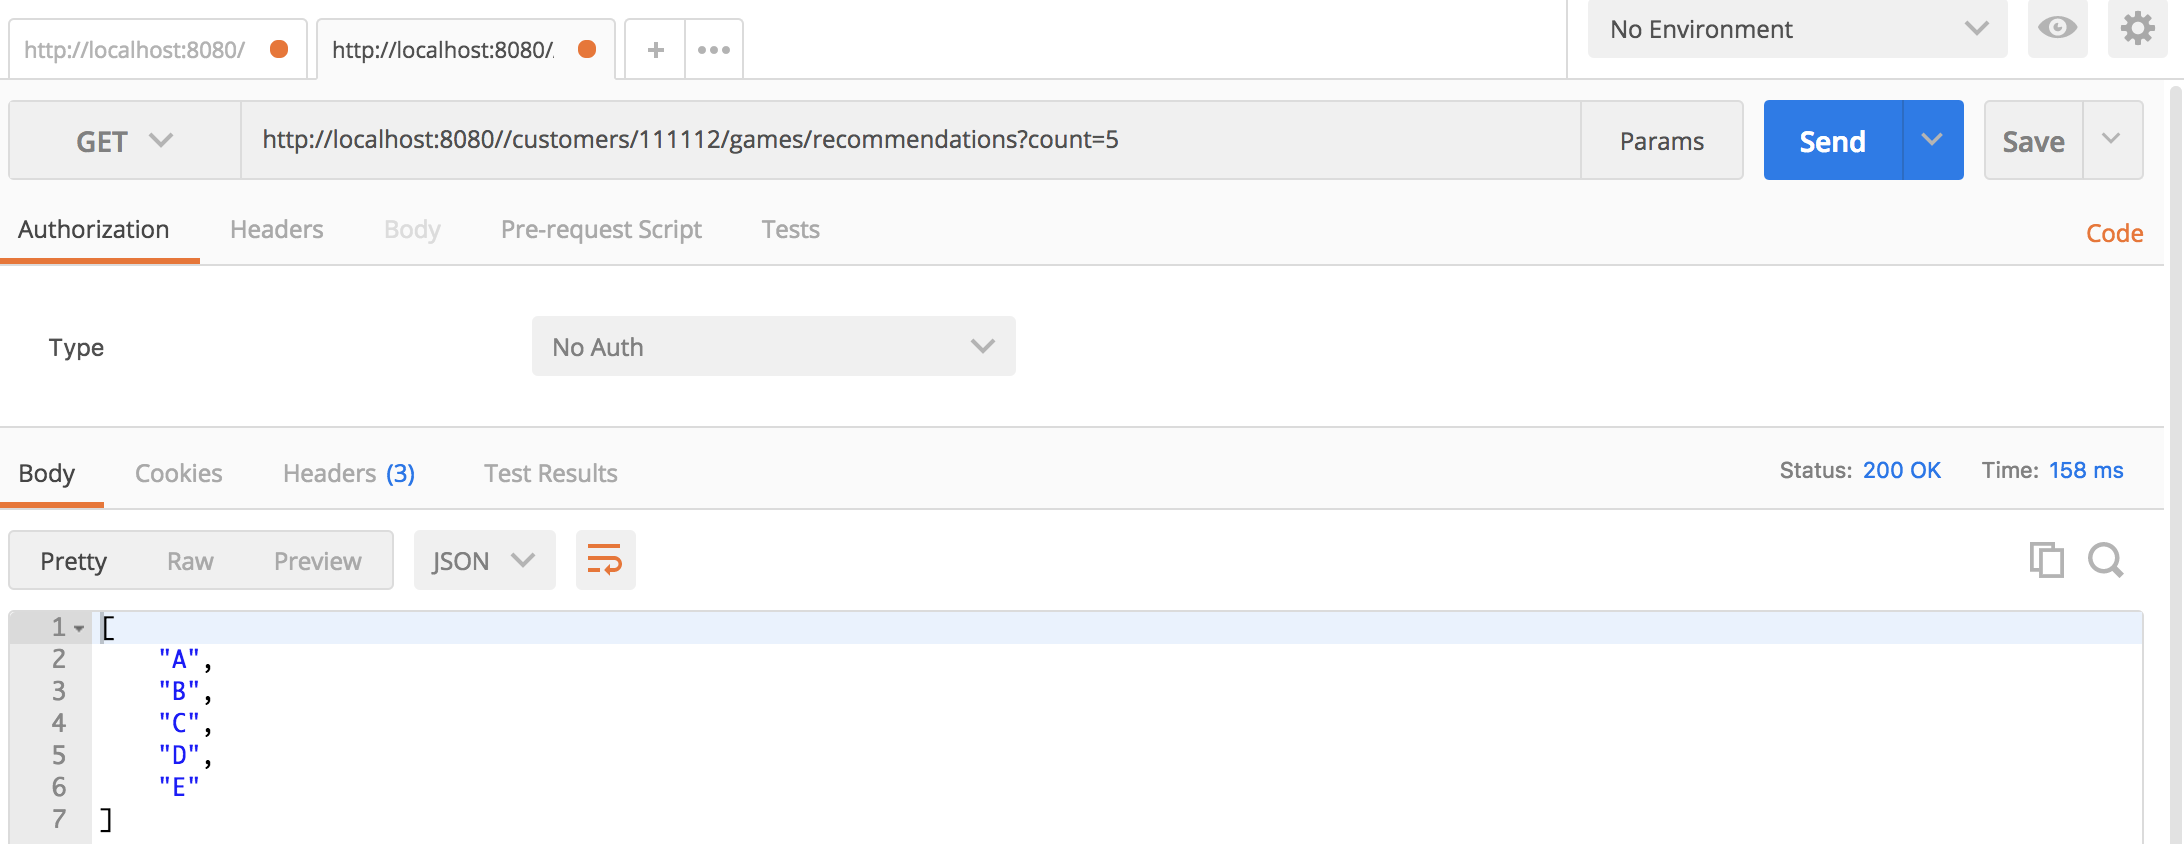 http://localhost:8080/ http://localhost:8080/. + ••• No Environment
GET http://localhost:8080//customers/111112/games/recommendations?count=5 Params Send Save
Authorization Headers Body Pre-request Script Tests Code
Type No Auth
Body Cookies Headers (3) Test Results Status: 200 OK Time: 158 ms
Pretty Raw Preview JSON
1 [
2 "A",
3 "B",
4 "C",
5 "D",
6 "E"
7 ]